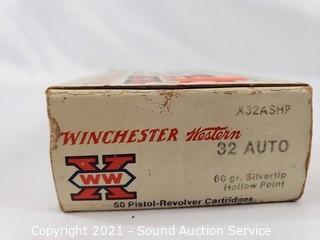 X32ASHP
WINCHESTER Western
32 AUTO
X
WW
60 gr. Silvertip
Hollow Point
50 Pistol-Revolver Cartridges.
Copyright 2021 - Sound Auction Service